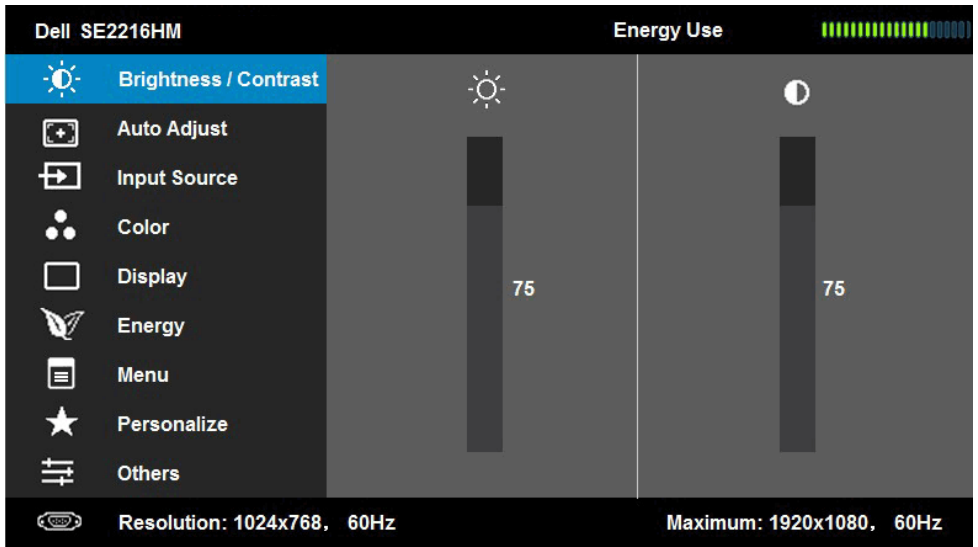 Dell SE2216HM Energy Use
Brightness / Contrast
Auto Adjust
Input Source
Color
Display
75 75
Energy
Menu
Personalize
Others
Resolution: 1024x768, 60Hz Maximum: 1920x1080, 60Hz